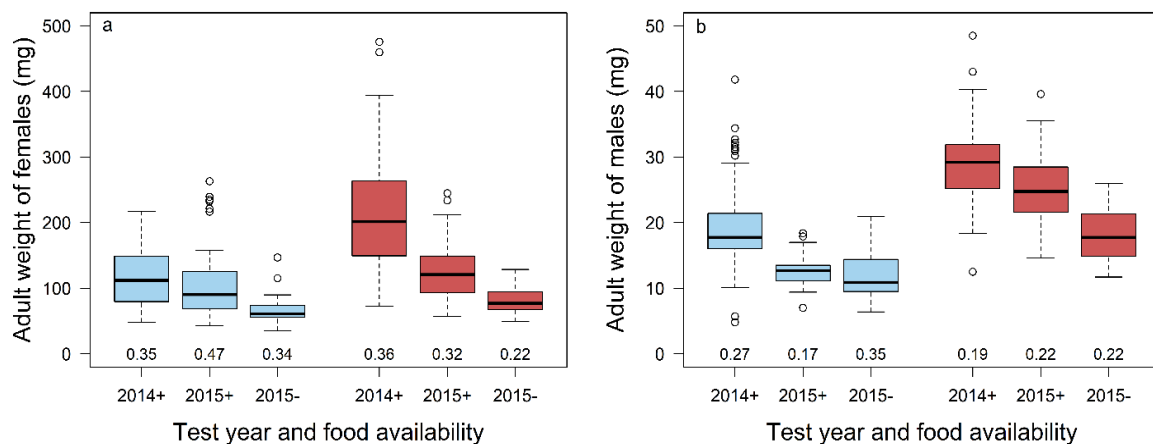 a
Adult weight of females (mg)
500
400
300
200
100
0
0.35 0.47 0.34 0.36 0.32 0.22
2014+ 2015+ 2015- 2014+ 2015+ 2015-
Test year and food availability
b
Adult weight of males (mg)
50
40
30
20
10
0
0.27 0.17 0.35 0.19 0.22 0.22
2014+ 2015+ 2015- 2014+ 2015+ 2015-
Test year and food availability